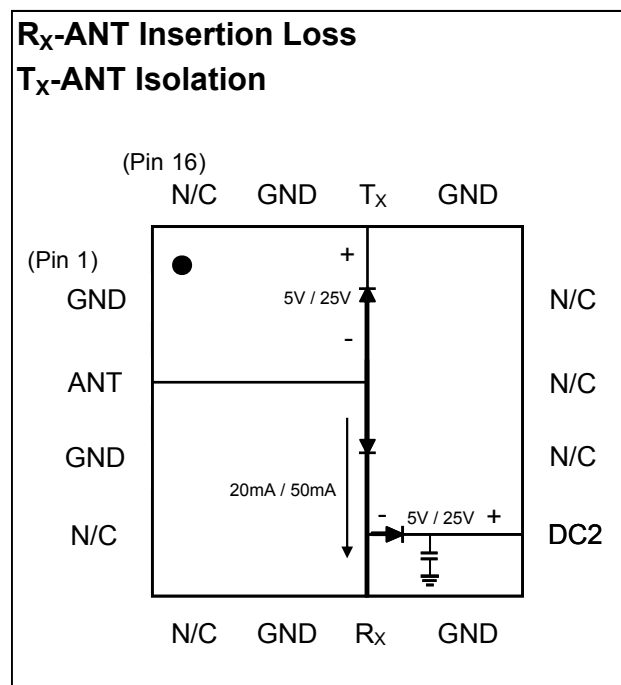 RX-ANT Insertion Loss
TX-ANT Isolation
(Pin 16)
N/C GND TX GND
(Pin 1)
+
GND 5V / 25V N/C
-
ANT N/C
GND N/C
20mA / 50mA
- 5V / 25V +
N/C DC2
N/C GND RX GND